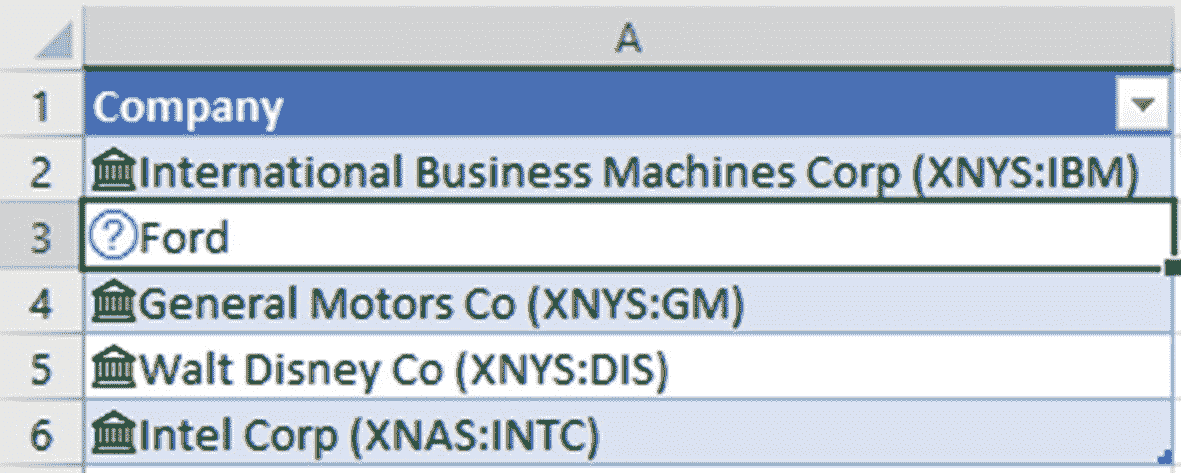 A
1 Company
2 International Business Machines Corp (XNYS:IBM)
3 ? Ford
4 General Motors Co (XNYS:GM)
5 Walt Disney Co (XNYS:DIS)
6 Intel Corp (XNAS:INTC)